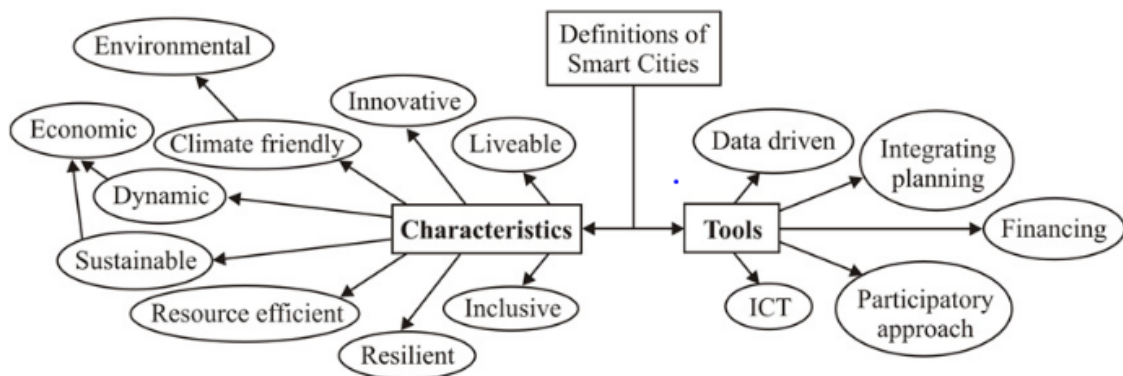 Definitions of
Smart Cities
Environmental
Innovative
Economic
Climate friendly
Liveable
Dynamic
Characteristics
Sustainable
Resource efficient
Inclusive
Resilient
Data driven
Integrating
planning
Tools
Financing
ICT
Participatory
approach